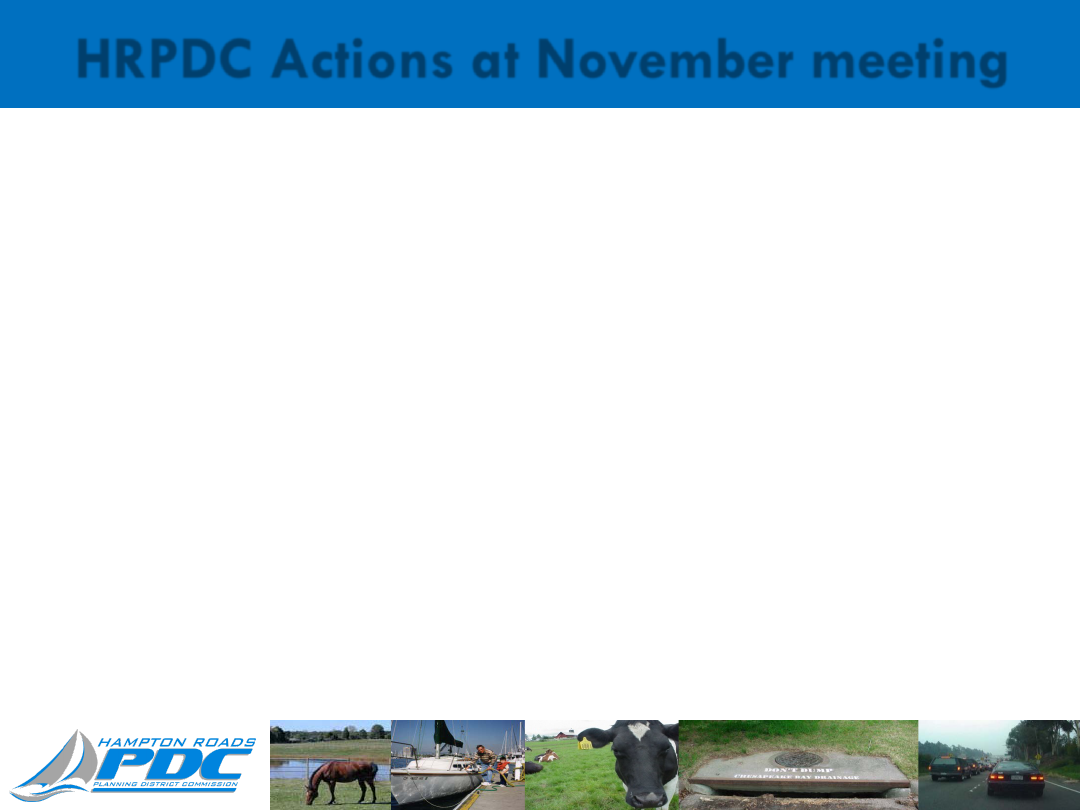 HRPDC Actions at November meeting
HAMPTON ROADS
PDC
PLANNING DISTRICT COMMISSION
DON'T DUMP
CHESAPEAKE BAY DRAINAGE